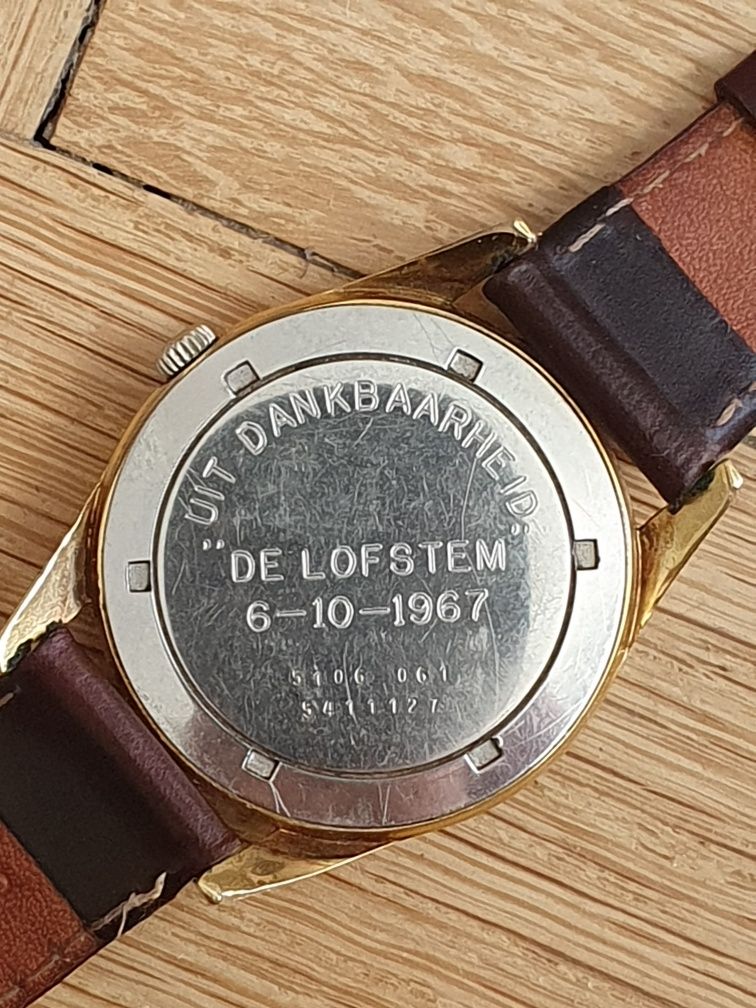 UIT DANKBAARHEID,
"DE LOFSTEM"
6-10-1967
5106 061
5411127